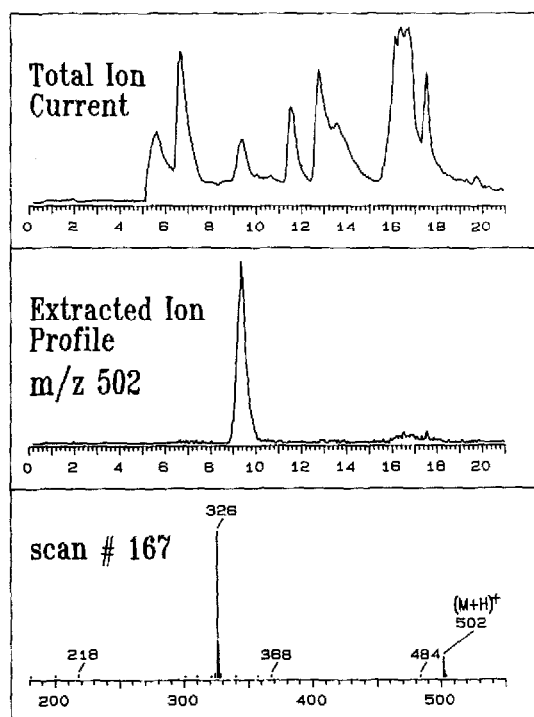 Total Ion
Current
0 2 4 6 8 10 12 14 16 18 20
Extracted Ion
Profile
m/z 502
0 2 4 6 8 10 12 14 16 18 20
scan # 167
326
218
368
484
(M+H)+
502
200 300 400 500